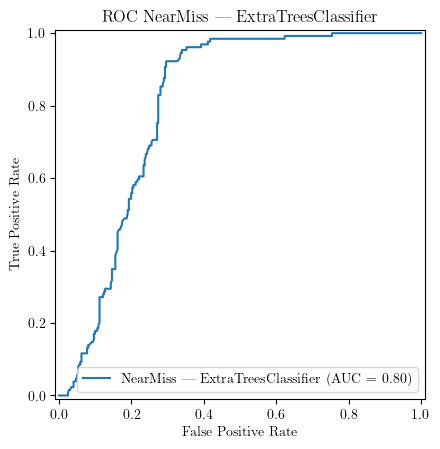 ROC NearMiss — ExtraTreesClassifier
1.0
0.8
0.6
0.4
0.2
0.0
True Positive Rate
NearMiss — ExtraTreesClassifier (AUC = 0.80)
0.0 0.2 0.4 0.6 0.8 1.0
False Positive Rate